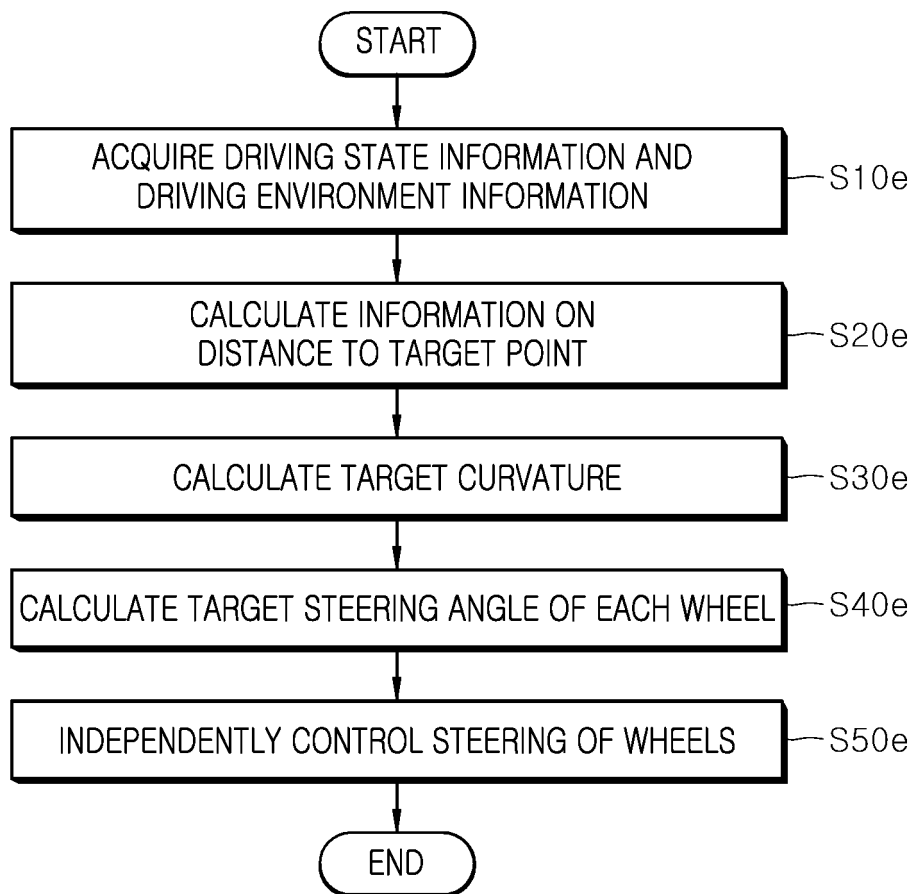 START
ACQUIRE DRIVING STATE INFORMATION AND
DRIVING ENVIRONMENT INFORMATION
S10e
CALCULATE INFORMATION ON
DISTANCE TO TARGET POINT
S20e
CALCULATE TARGET CURVATURE
S30e
CALCULATE TARGET STEERING ANGLE OF EACH WHEEL
S40e
INDEPENDENTLY CONTROL STEERING OF WHEELS
S50e
END